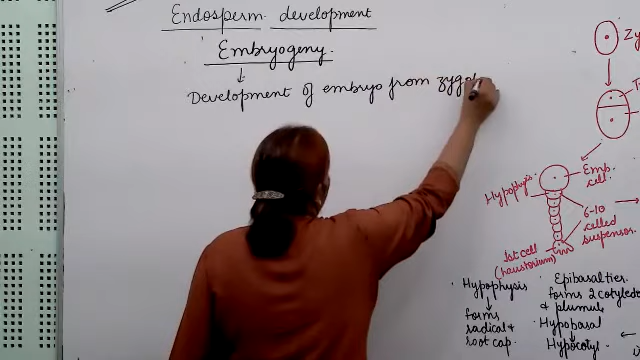 Endosperm development
Embryogeny.
Development of embryo from zygot
Zy
Hypophysis.
Emb.
cell.
6-10
celled
suspensor.
1st cell
(haustorium)
Hypophysis
forms
radical +
root cap.
Epibasal tier.
forms 2 cotyled
& plumule
Hypobasal
Hypocotyl.